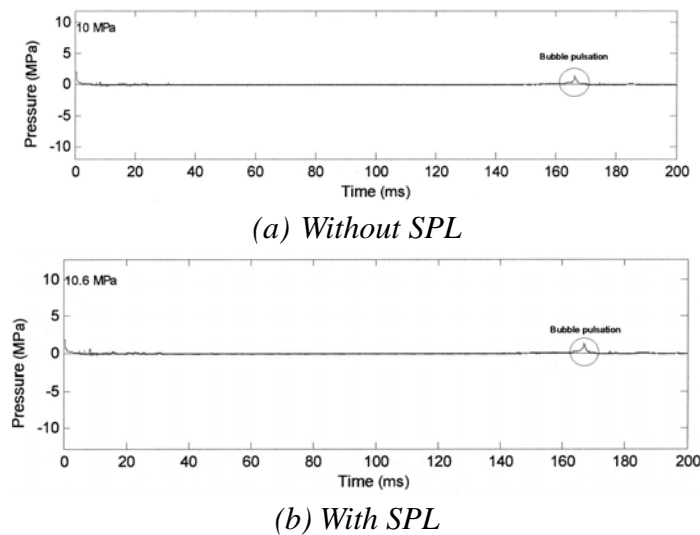 10 MPa
Bubble pulsation
Pressure (MPa)
10
5
0
-5
-10
0 20 40 60 80 100 120 140 160 180 200
Time (ms)
(a) Without SPL
10.6 MPa
Bubble pulsation
Pressure (MPa)
10
5
0
-5
-10
0 20 40 60 80 100 120 140 160 180 200
Time (ms)
(b) With SPL